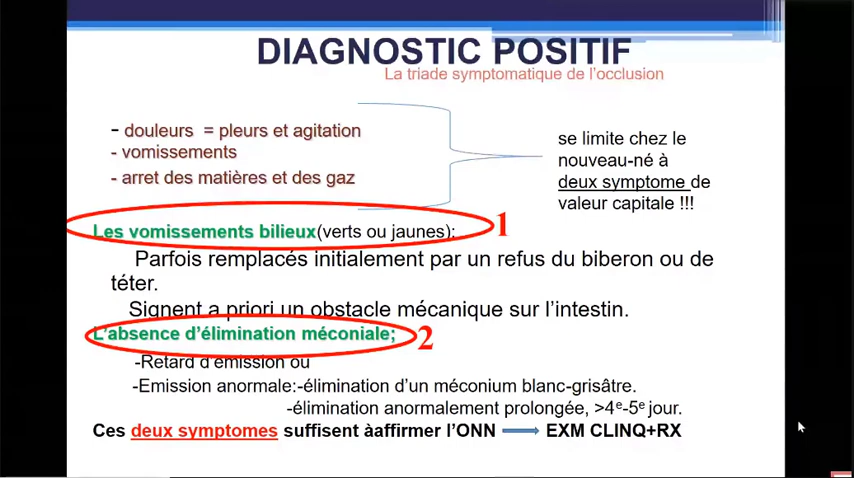 DIAGNOSTIC POSITIF
La triade symptomatique de l'occlusion
- douleurs = pleurs et agitation
- vomissements
- arret des matières et des gaz
se limite chez le
nouveau-né à
deux symptome de
valeur capitale !!!
Les vomissements bilieux(verts ou jaunes);
1
Parfois remplacés initialement par un refus du biberon ou de
téter.
Signent a priori un obstacle mécanique sur l'intestin.
L'absence d'élimination méconiale;
2
-Retard d'émission ou
-Emission anormale:-élimination d'un méconium blanc-grisâtre.
-élimination anormalement prolongée, >4e-5e jour.
Ces deux symptomes suffisent àaffirmer l'ONN EXM CLINQ+RX